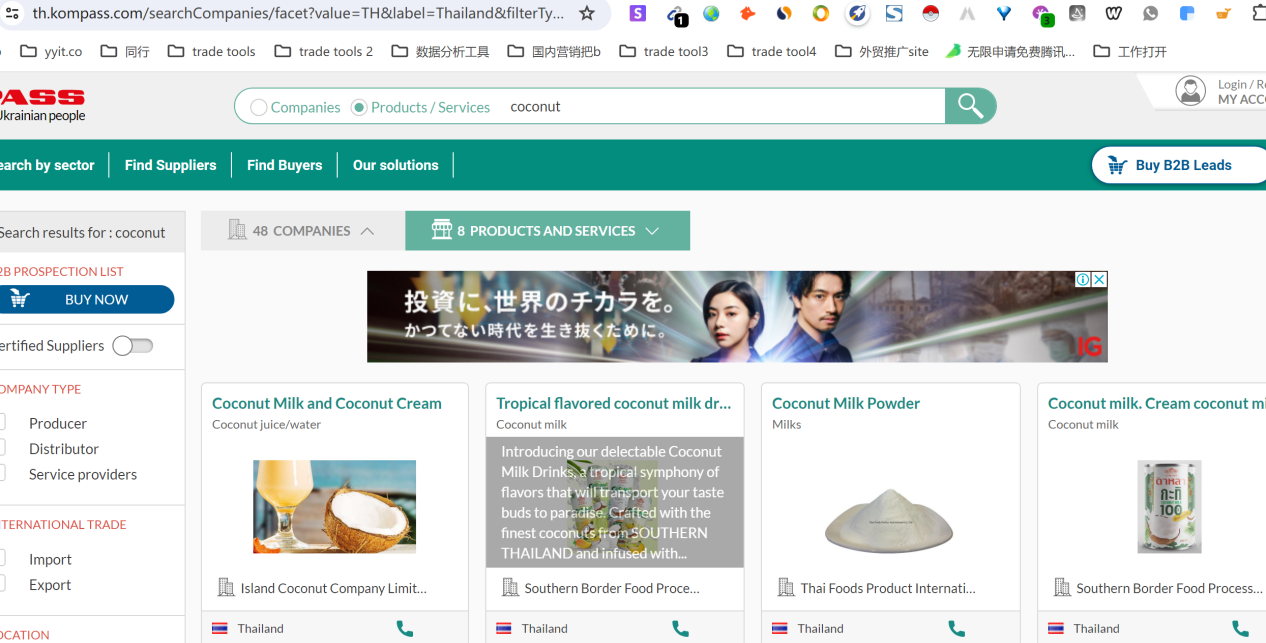 th.kompass.com/searchCompanies/facet?value=TH&label=Thailand&filterTy...
1
3
yyit.co
同行
trade tools
trade tools 2
数据分析工具
国内营销把b
trade tool3
trade tool4
外贸推广site
无限申请免费腾讯...
工作打开
PASS
Ukrainian people
Companies
Products / Services
coconut
Login / Re
MY ACCO
earch by sector
Find Suppliers
Find Buyers
Our solutions
Buy B2B Leads
Search results for : coconut
2B PROSPECTION LIST
BUY NOW
ertified Suppliers
OMPANY TYPE
Producer
Distributor
Service providers
NTERNATIONAL TRADE
Import
Export
OCATION
48 COMPANIES
8 PRODUCTS AND SERVICES
投資に、世界のチカラを。
かつてない時代を生き抜くために。
IG
Coconut Milk and Coconut Cream
Coconut juice/water
Island Coconut Company Limit...
Thailand
Tropical flavored coconut milk dr...
Coconut milk
Introducing our delectable Coconut
Milk Drinks, a tropical symphony of
flavors that will transport your taste
buds to paradise. Crafted with the
finest coconuts from SOUTHERN
THAILAND and infused with...
Southern Border Food Proce...
Thailand
Coconut Milk Powder
Milks
Thai Foods Product Internati...
Thailand
Coconut milk. Cream coconut mi
Coconut milk
กะทิ
100
Southern Border Food Process...
Thailand